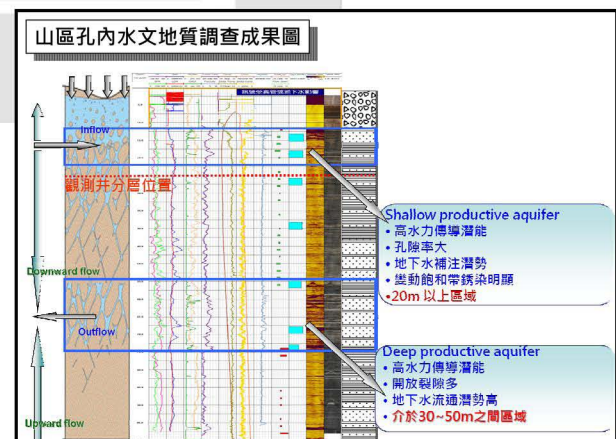 山區孔內水文地質調查成果圖
Inflow
觀測井分層位置
Downward flow
Outflow
Upward flow
Shallow productive aquifer
• 高水力傳導潛能
• 孔隙率大
• 地下水補注潛勢
• 變動飽和帶銹染明顯
•20m 以上區域
Deep productive aquifer
• 高水力傳導潛能
• 開放裂隙多
• 地下水流通潛勢高
• 介於30~50m之間區域